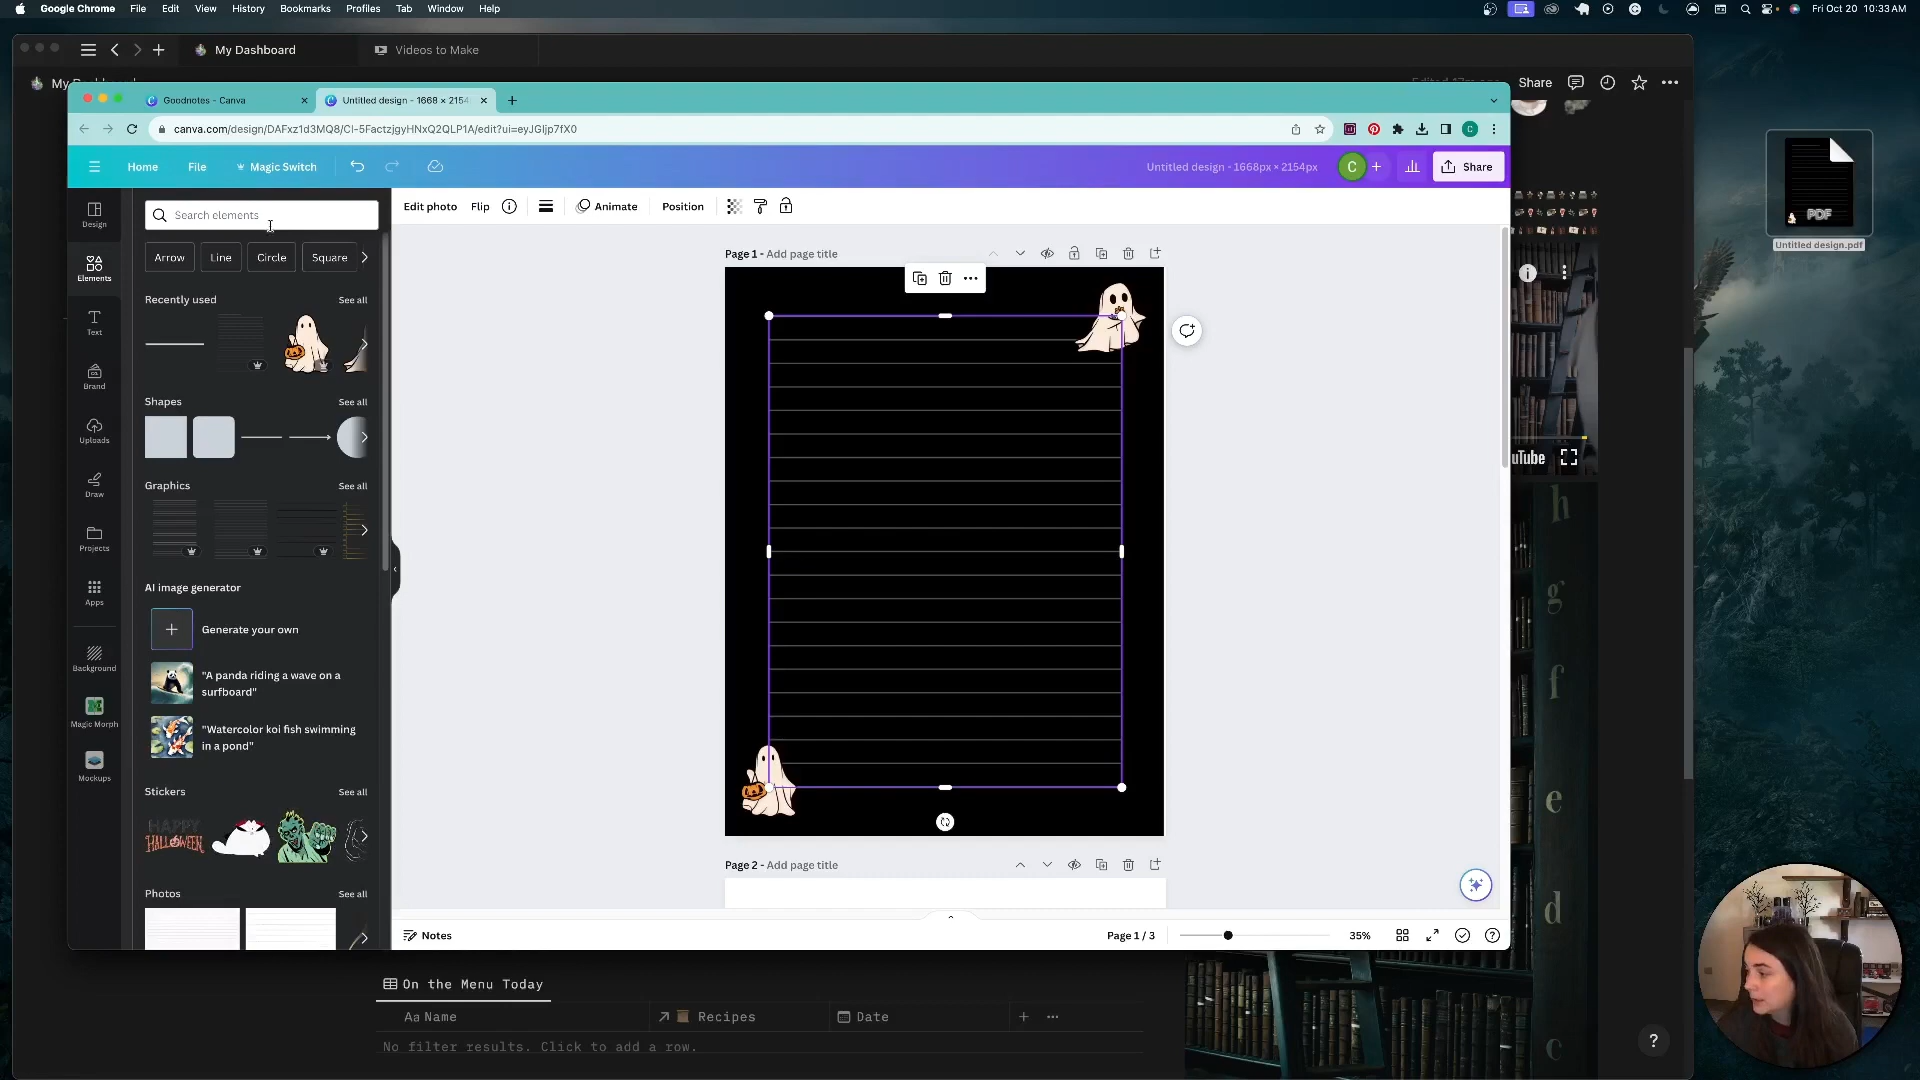 Google Chrome File Edit View History Bookmarks Profiles Tab Window Help
Fri Oct 20 10:33 AM
My Dashboard
Videos to Make
Share
Goodnotes - Canva
Untitled design - 1668 × 2154
canva.com/design/DAFxz1d3MQ8/CI-5FactzjgyHNxQ2QLP1A/edit?ui=eyJGIjp7fX0
Home File Magic Switch
Untitled design - 1668px × 2154px
C
Share
Design
Elements
Text
Brand
Uploads
Draw
Projects
Apps
Background
Magic Morph
Mockups
Search elements
Arrow Line Circle Square
Recently used See all
Shapes See all
Graphics See all
AI image generator
Generate your own
"A panda riding a wave on a
surfboard"
"Watercolor koi fish swimming
in a pond"
Stickers See all
HAPPY
HALLOWEEN
Photos See all
Edit photo Flip Animate Position
Page 1 - Add page title
Page 2 - Add page title
Notes
Page 1 / 3
35%
PDF
Untitled design.pdf
uTube
h
g
f
e
d
c
On the Menu Today
Aa Name
Recipes
Date
No filter results. Click to add a row.
?